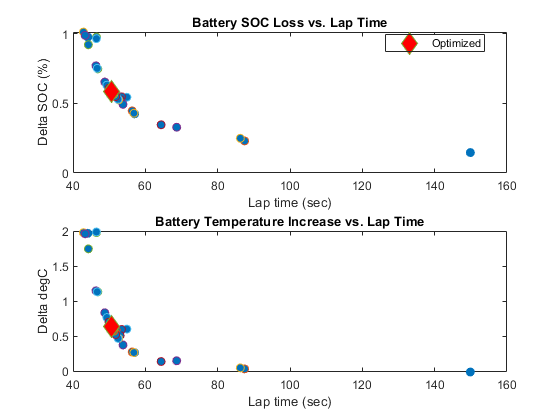 Battery SOC Loss vs. Lap Time
1
Optimized
Delta SOC (%)
0.5
0
40 60 80 100 120 140 160
Lap time (sec)
Battery Temperature Increase vs. Lap Time
2
1.5
Delta degC
1
0.5
0
40 60 80 100 120 140 160
Lap time (sec)